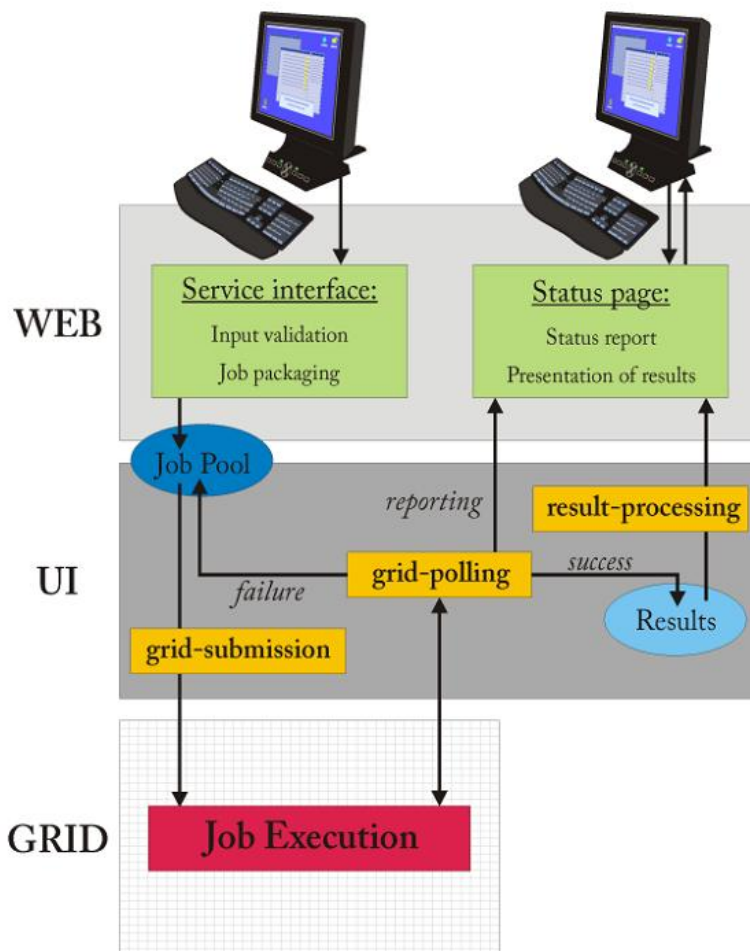 WEB
Service interface:
Input validation
Job packaging
Status page:
Status report
Presentation of results
Job Pool
UI
reporting
result-processing
failure
grid-polling
success
Results
grid-submission
GRID
Job Execution